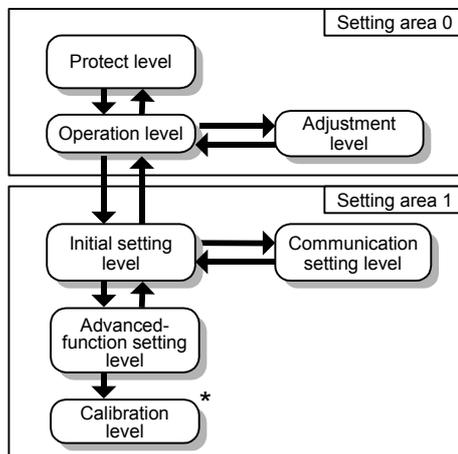 Setting area 0
Protect level
Operation level
Adjustment
level
Setting area 1
Initial setting
level
Communication
setting level
Advanced-
function setting
level
*
Calibration
level